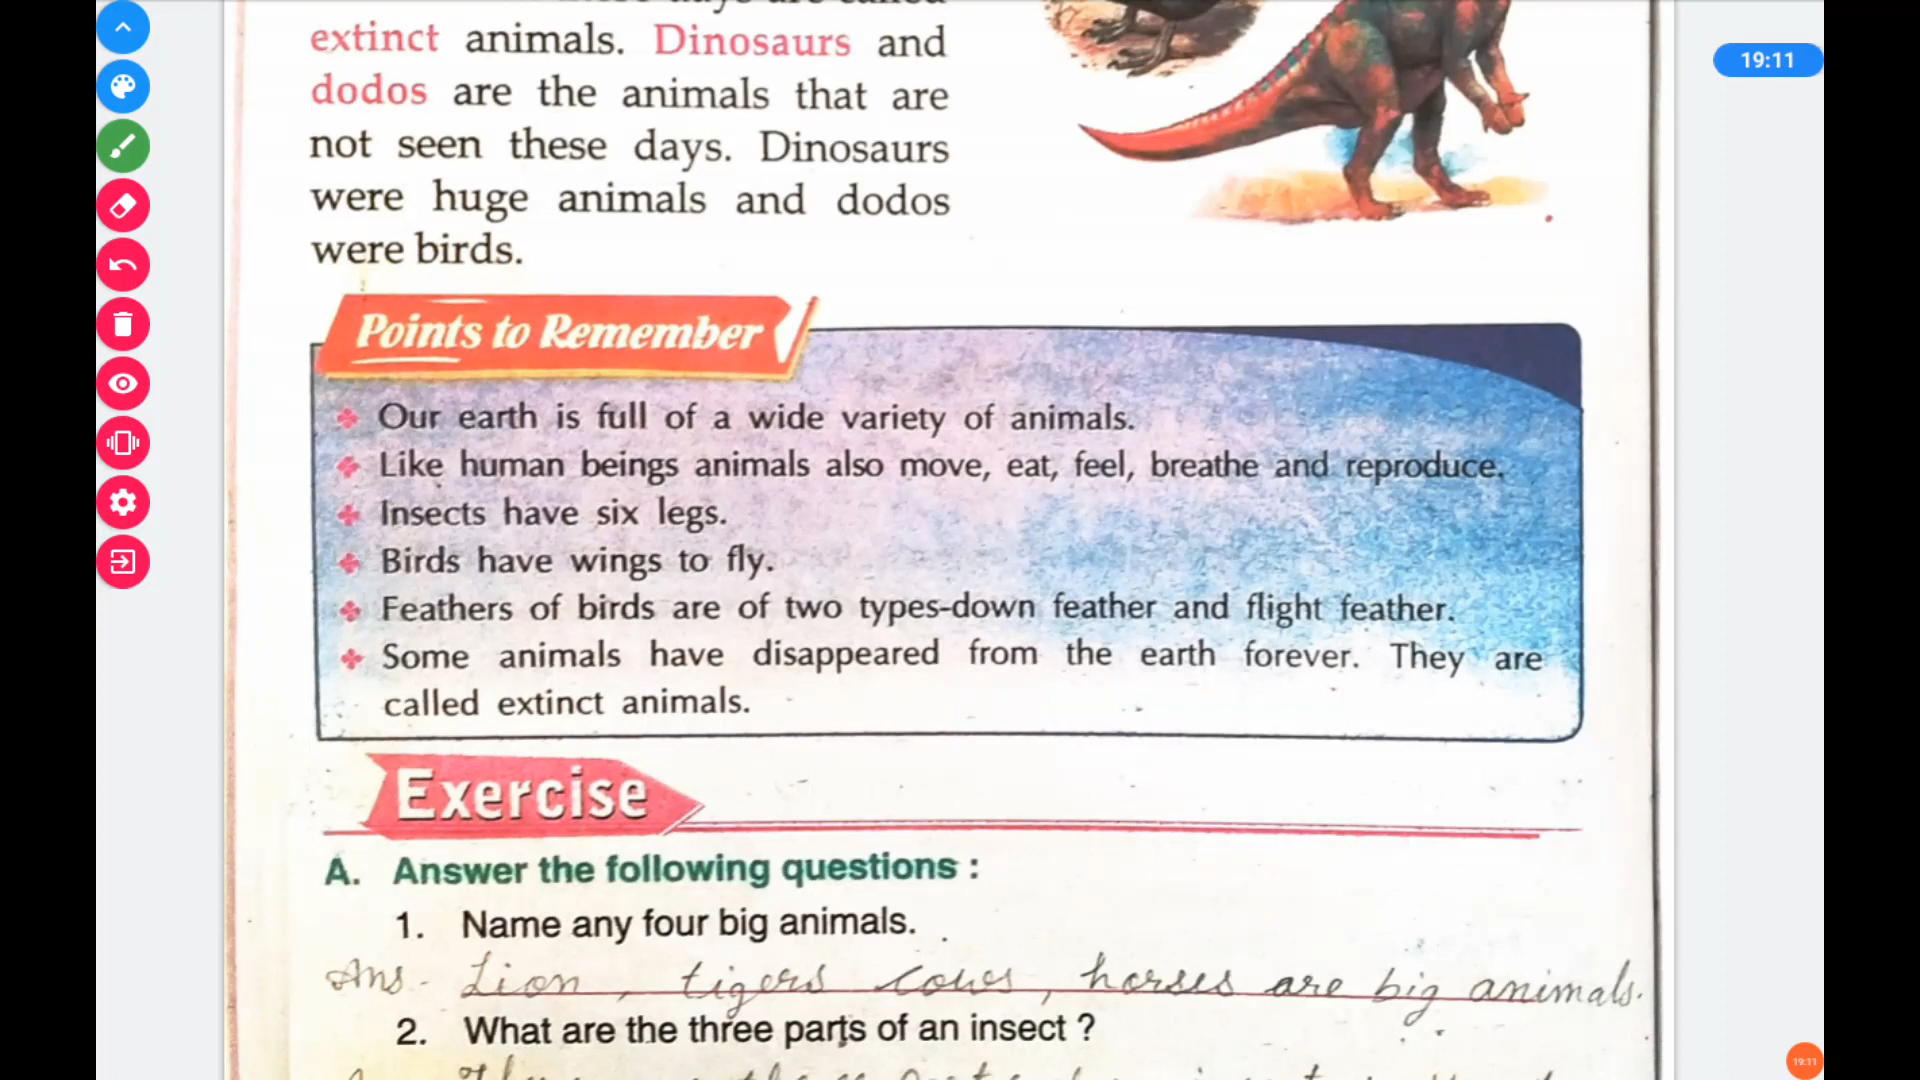 extinct animals. Dinosaurs and
dodos are the animals that are
not seen these days. Dinosaurs
were huge animals and dodos
were birds.
Points to Remember
Our earth is full of a wide variety of animals.
Like human beings animals also move, eat, feel, breathe and reproduce.
Insects have six legs.
Birds have wings to fly.
Feathers of birds are of two types-down feather and flight feather.
Some animals have disappeared from the earth forever. They are
called extinct animals.
Exercise
A. Answer the following questions :
1. Name any four big animals.
Ans - Lion, tigers cows, horses are big animals.
2. What are the three parts of an insect ?
19:11
19:11